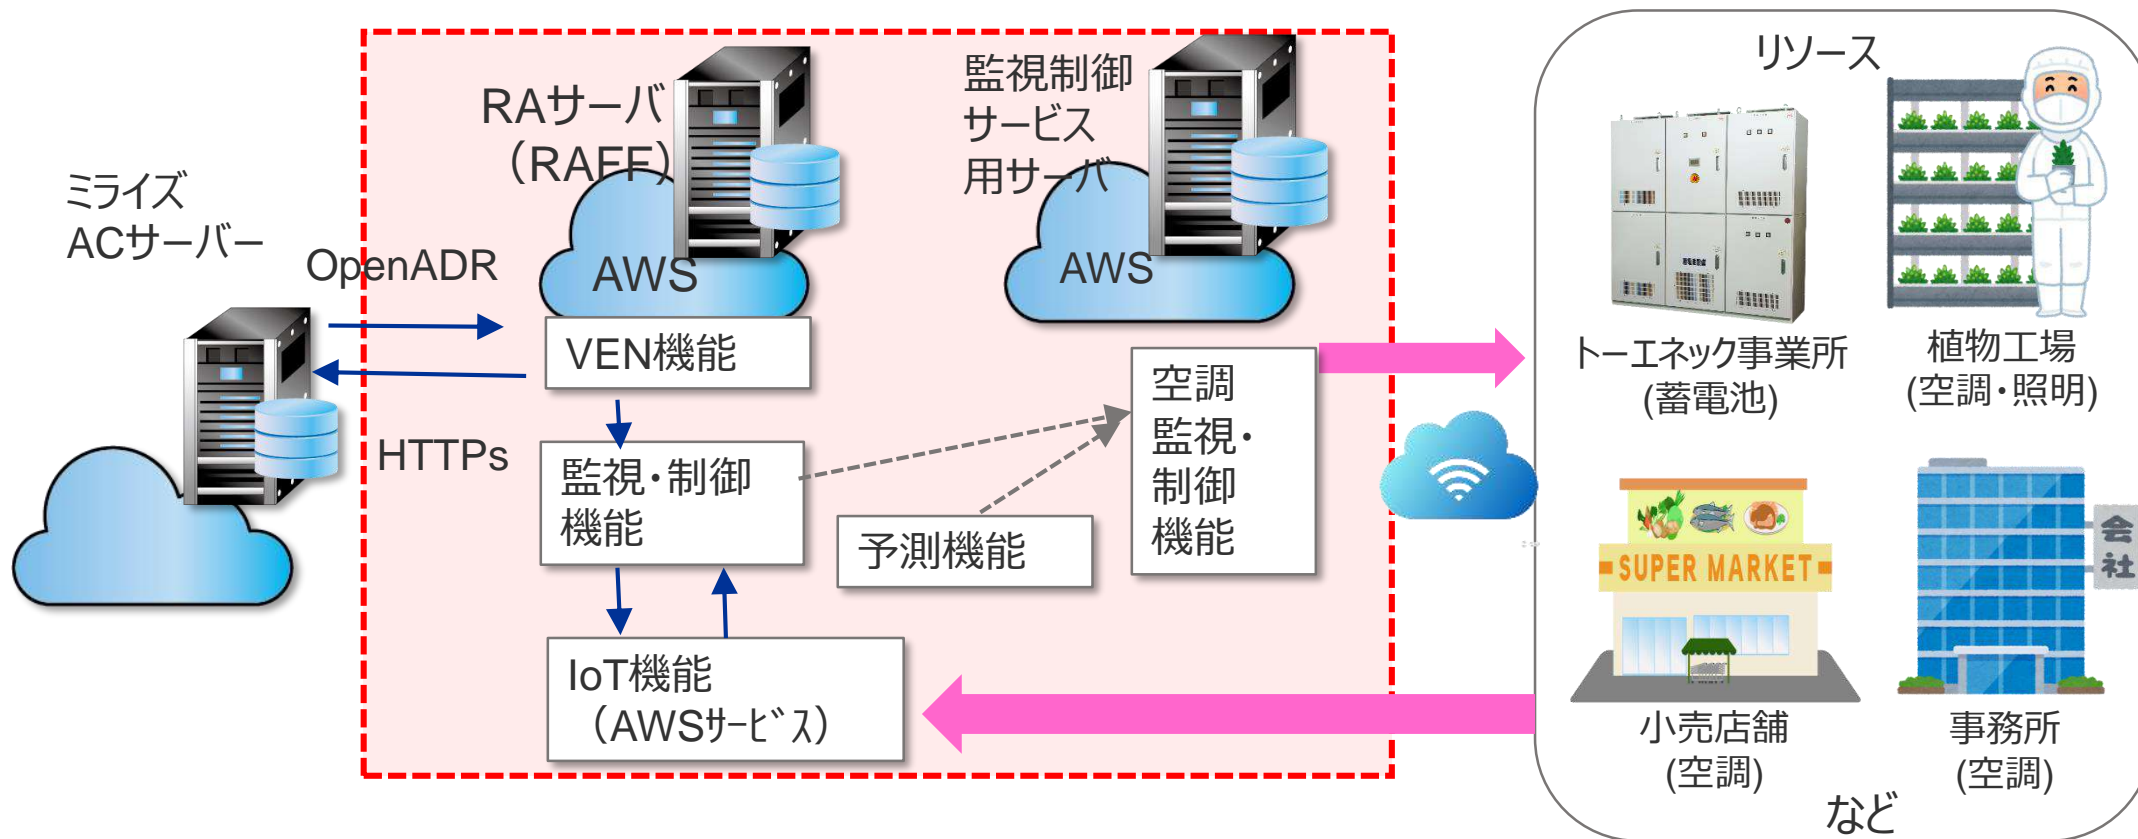 ミライズ
ACサーバー
OpenADR
HTTPs
RAサーバ
（RAFF）
AWS
VEN機能
監視・制御
機能
IoT機能
（AWSｻｰﾋﾞｽ）
監視制御
サービス
用サーバ
AWS
予測機能
空調
監視・
制御
機能
リソース
トーエネック事業所
(蓄電池)
植物工場
(空調・照明)
SUPER MARKET
小売店舗
(空調)
会社
事務所
(空調)
など